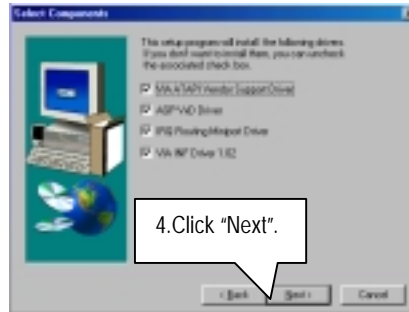 Select Components
This setup program will install the following drivers.
If you don't want to install them, you can uncheck
the associated check box.
VIA ATAPI Vendor Support Driver
AGP VxD Driver
IRQ Routing Miniport Driver
VIA INF Driver 1.02
4.Click “Next”.
< Back
Next >
Cancel